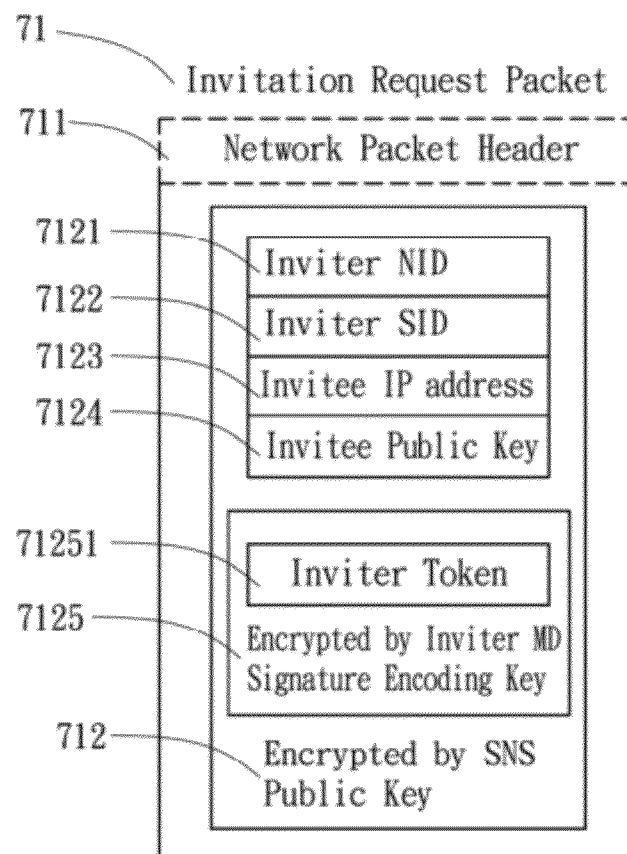 71
Invitation Request Packet
711
Network Packet Header
7121
Inviter NID
7122
Inviter SID
7123
Invitee IP address
7124
Invitee Public Key
71251
Inviter Token
7125
Encrypted by Inviter MD
Signature Encoding Key
712
Encrypted by SNS
Public Key